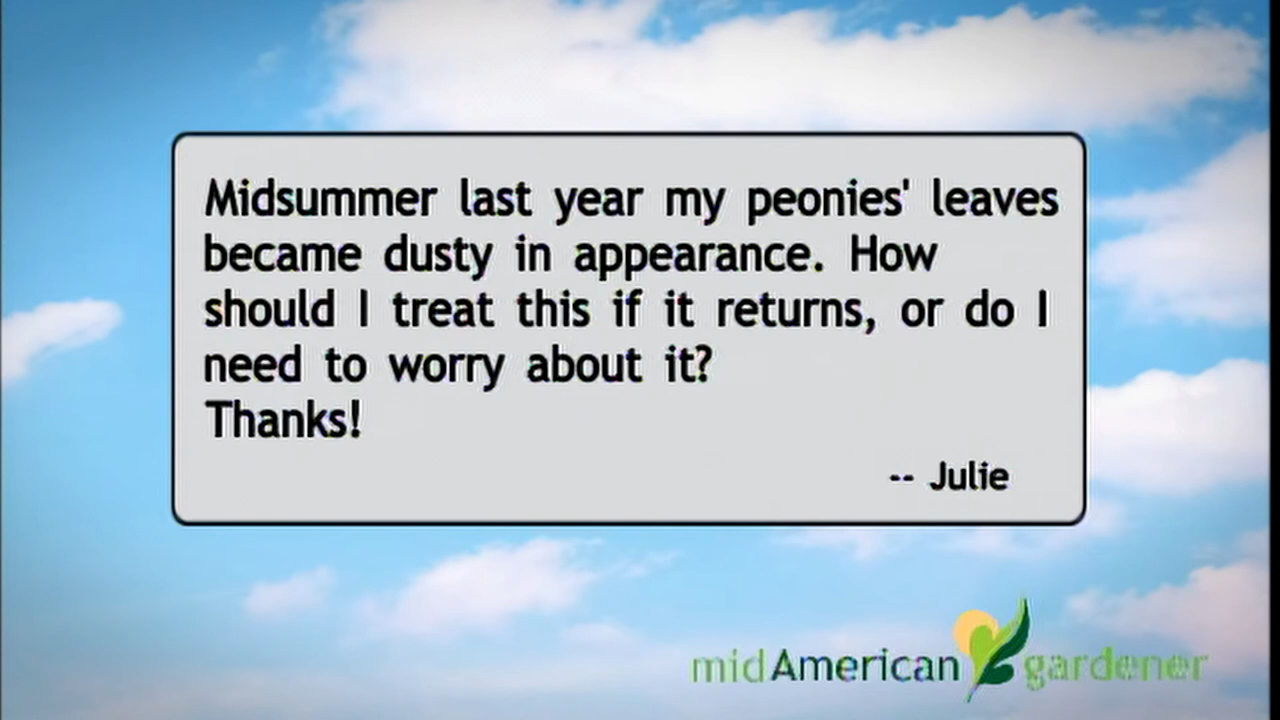 Midsummer last year my peonies' leaves
became dusty in appearance. How
should I treat this if it returns, or do I
need to worry about it?
Thanks!
-- Julie
midAmerican gardener